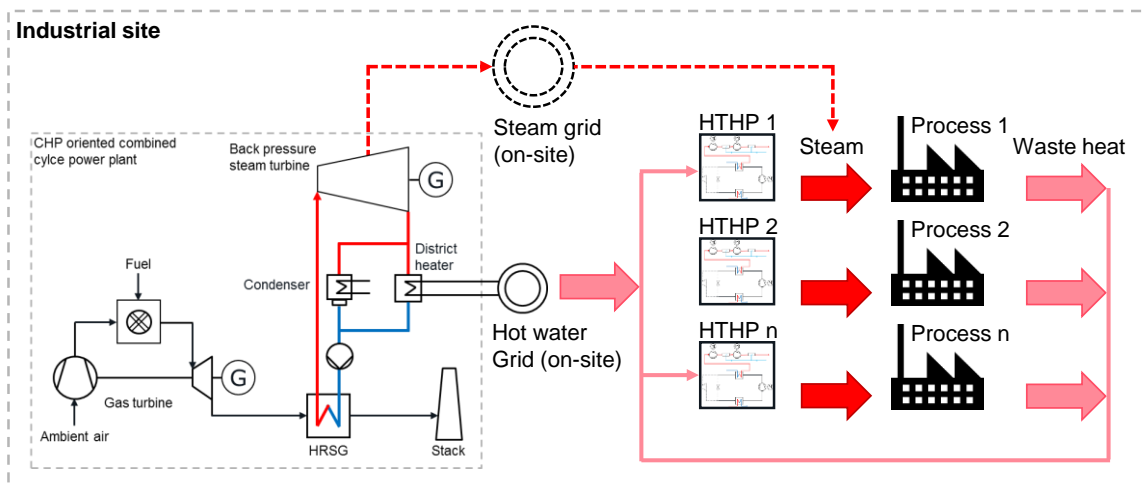 Industrial site
CHP oriented combined
cylce power plant
Back pressure
steam turbine
G
Steam grid
(on-site)
HTHP 1
Steam
Process 1
Waste heat
HTHP 2
Process 2
District
heater
Condenser
Fuel
Hot water
Grid (on-site)
HTHP n
Process n
G
Gas turbine
Ambient air
HRSG
Stack